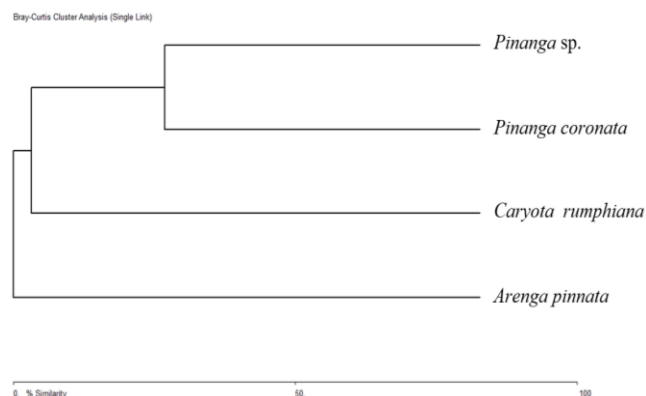 Bray-Curtis Cluster Analysis (Single Link)
Pinanga sp.
Pinanga coronata
Caryota rumphiana
Arenga pinnata
0 % Similarity 50 100